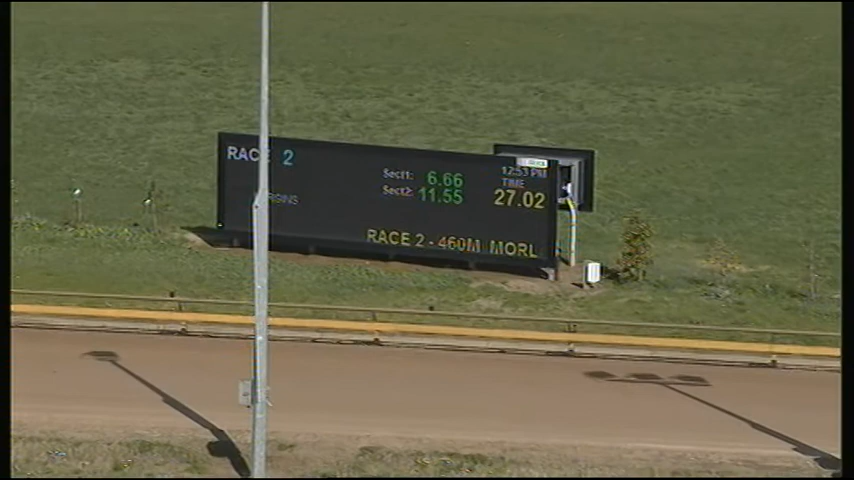 RACE 2
Sect1: 6.66
Sect2: 11.55
12:53 PM
TIME
27.02
RACE 2 - 460M MORL